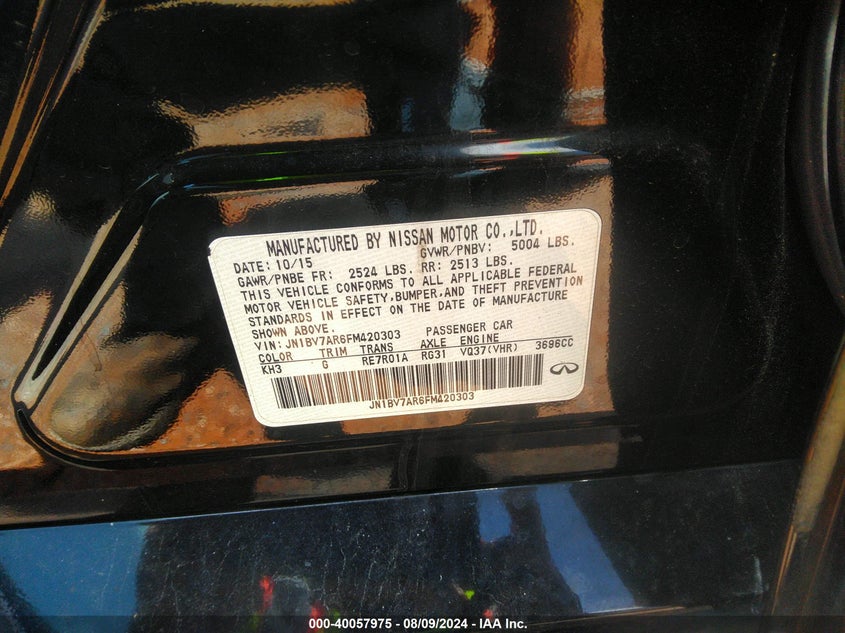 MANUFACTURED BY NISSAN MOTOR CO.,LTD.
DATE: 10/15 GVWR/PNBV: 5004 LBS.
GAWR/PNBE FR: 2524 LBS. RR: 2513 LBS.
THIS VEHICLE CONFORMS TO ALL APPLICABLE FEDERAL
MOTOR VEHICLE SAFETY,BUMPER,AND THEFT PREVENTION
STANDARDS IN EFFECT ON THE DATE OF MANUFACTURE
SHOWN ABOVE.
VIN: JN1BV7AR6FM420303 PASSENGER CAR
COLOR TRIM TRANS AXLE ENGINE
KH3 G RE7R01A RG31 VQ37(VHR) 3696CC
JN1BV7AR6FM420303
000-40057975 - 08/09/2024 - IAA Inc.